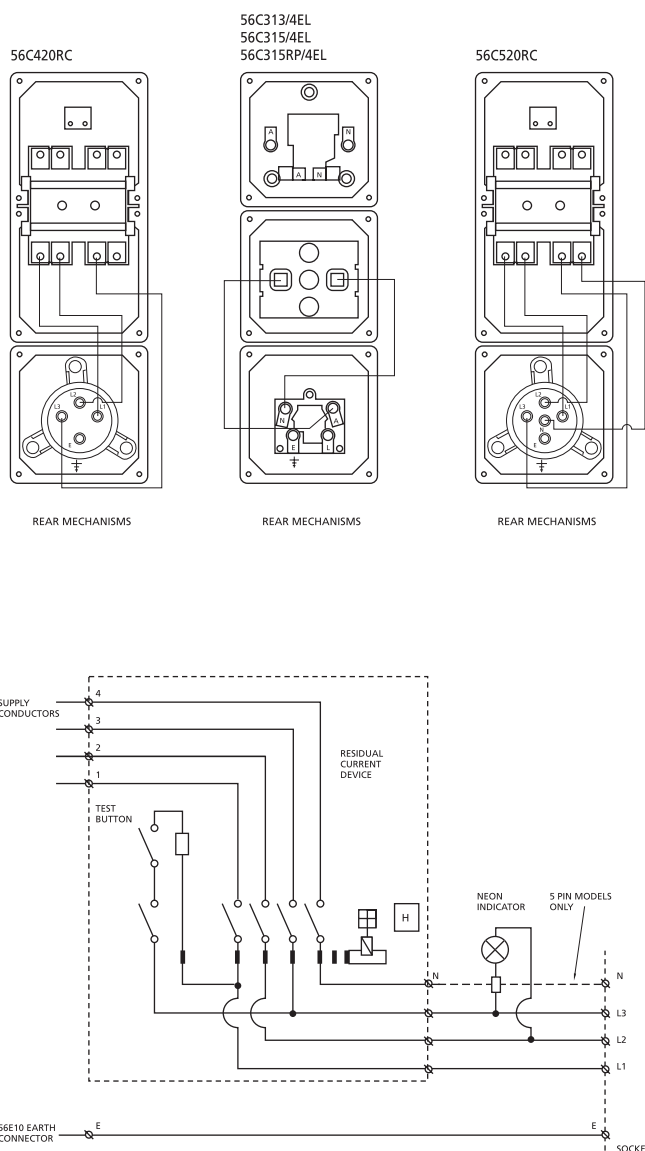 56C313/4EL
56C315/4EL
56C315RP/4EL
56C420RC
56C520RC
A
N
A N
L2
L3
L1
E
N
A
E
L
L2
L3
L1
N
E
REAR MECHANISMS
REAR MECHANISMS
REAR MECHANISMS
SUPPLY
CONDUCTORS
4
3
2
1
RESIDUAL
CURRENT
DEVICE
TEST
BUTTON
H
NEON
INDICATOR
5 PIN MODELS
ONLY
N
N
L3
L2
L1
56E10 EARTH
CONNECTOR
E
E
SOCKE